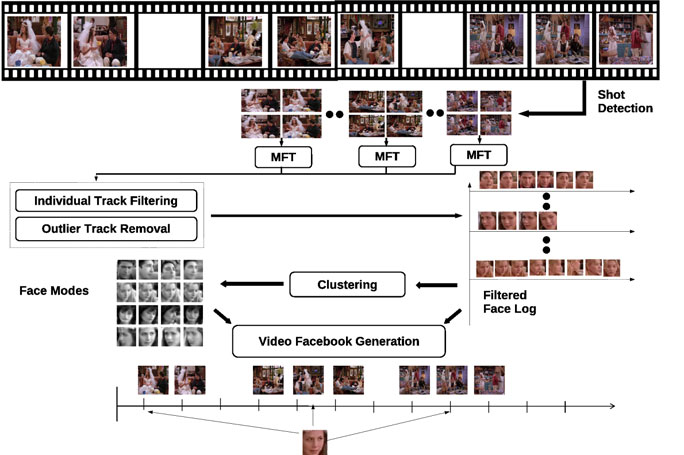 Shot
Detection
MFT
MFT
MFT
Individual Track Filtering
Outlier Track Removal
Face Modes
Clustering
Filtered
Face Log
Video Facebook Generation